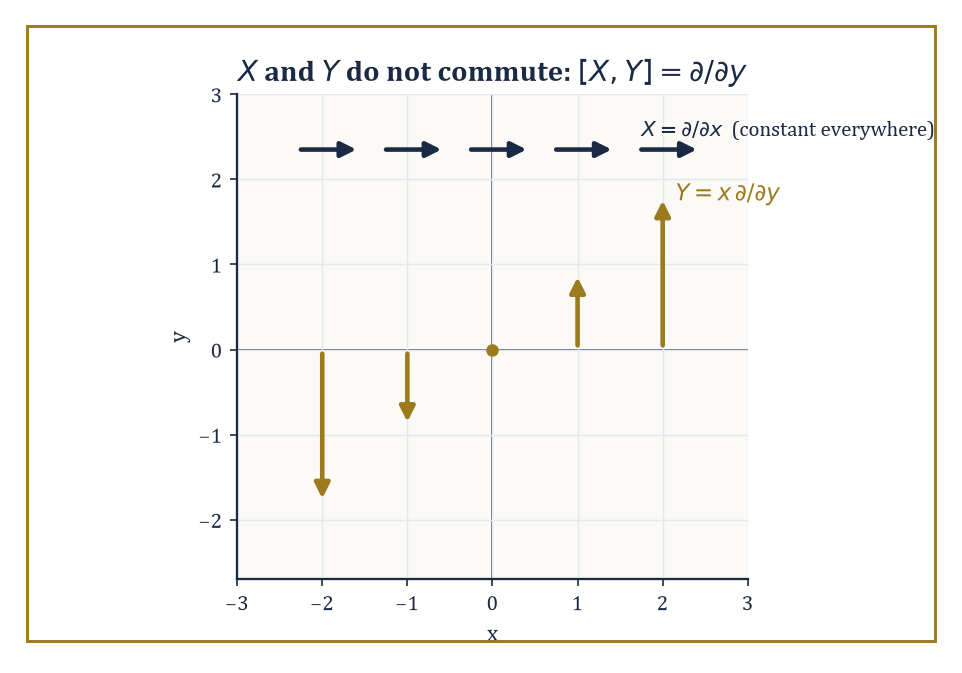 X and Y do not commute: [X, Y] = ∂/∂y
3
X = ∂/∂x (constant everywhere)
2
Y = x ∂/∂y
1
y
0
−1
−2
−3 −2 −1 0 1 2 3
x